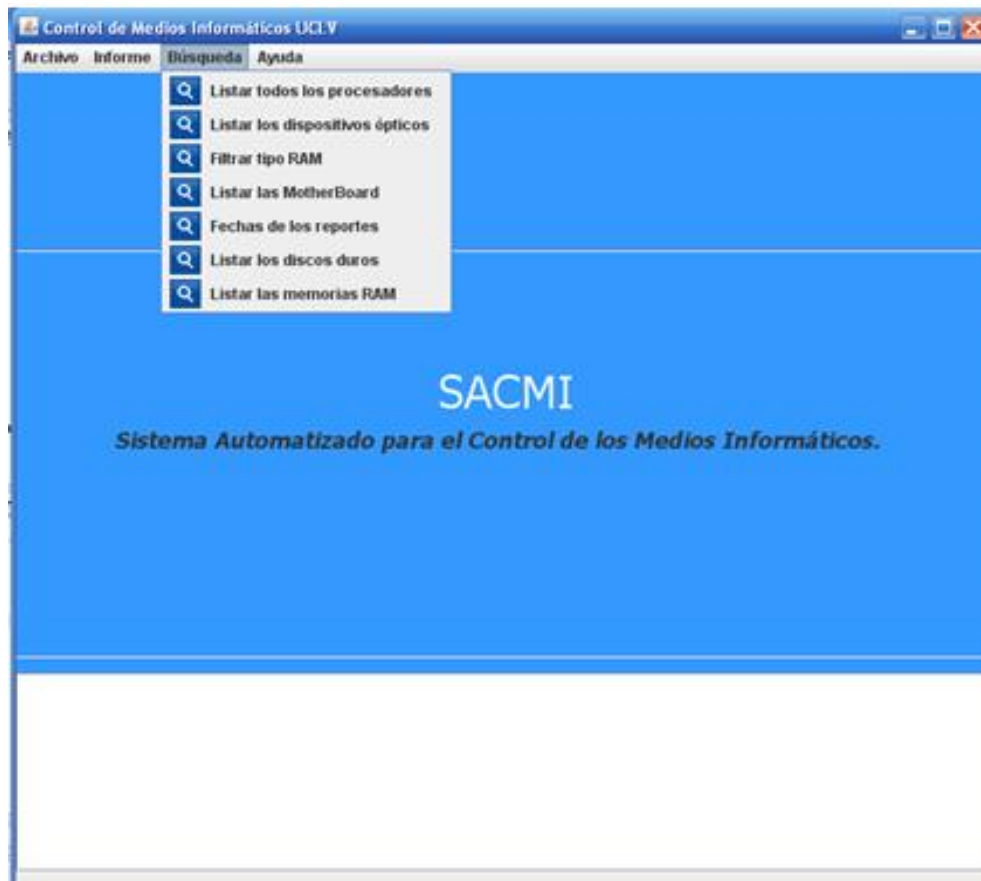 Control de Medios Informáticos UCLV
Archivo Informe Búsqueda Ayuda
Listar todos los procesadores
Listar los dispositivos ópticos
Filtrar tipo RAM
Listar las MotherBoard
Fechas de los reportes
Listar los discos duros
Listar las memorias RAM
SACMI
Sistema Automatizado para el Control de los Medios Informáticos.